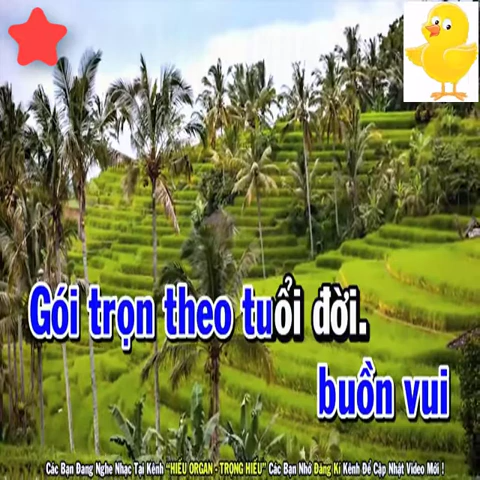 Gói trọn theo tuổi đời.
buồn vui
Các Bạn Đang Nghe Nhạc Tại Kênh "HIẾU ORGAN - TRỌNG HIẾU" Các Bạn Nhớ Đăng Kí Kênh Để Cập Nhật Video Mới !